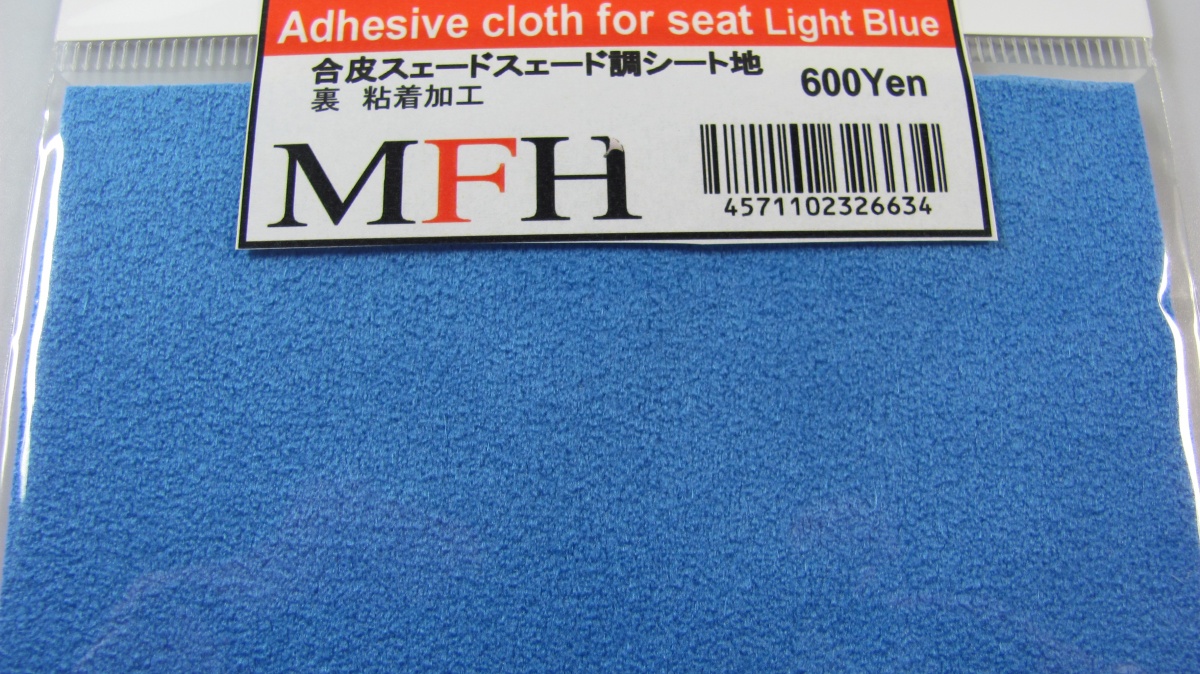 Adhesive cloth for seat Light Blue
合皮スェードスェード調シート地
裏 粘着加工
600Yen
MFH
4571102326634